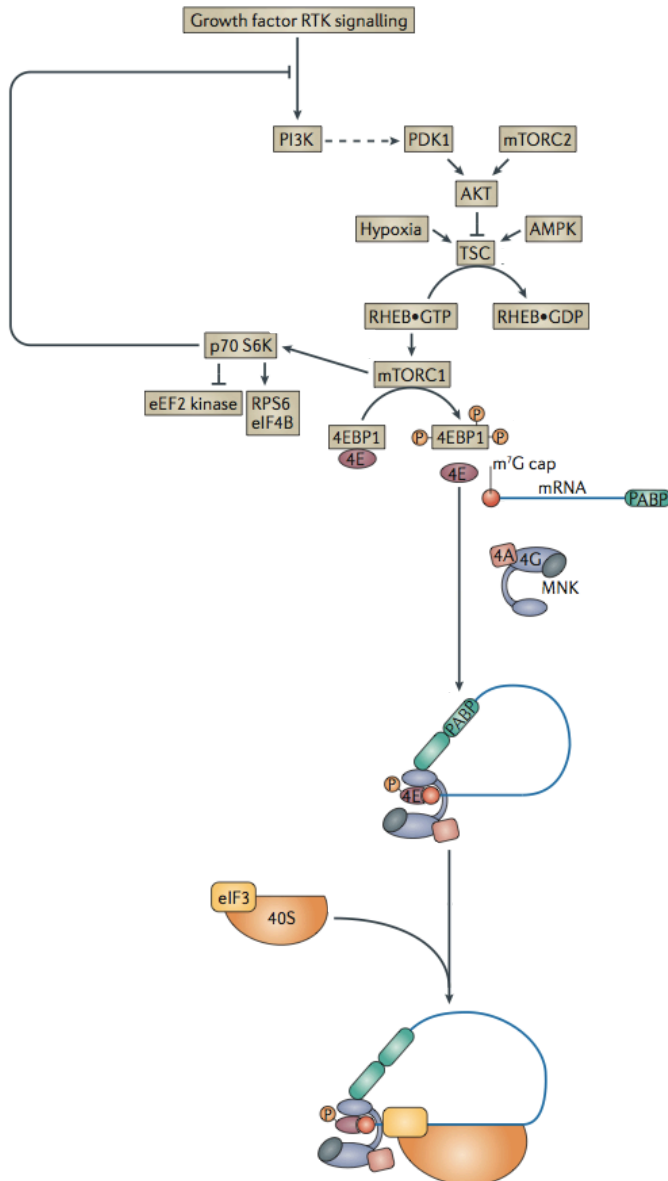 Growth factor RTK signalling
PI3K
PDK1
mTORC2
AKT
Hypoxia
AMPK
TSC
RHEB•GTP
RHEB•GDP
p70 S6K
mTORC1
eEF2 kinase
RPS6
eIF4B
4EBP1
4E
P
P
4EBP1
P
4E
m⁷G cap
mRNA
PABP
4A
4G
MNK
PABP
P
4E
eIF3
40S
P